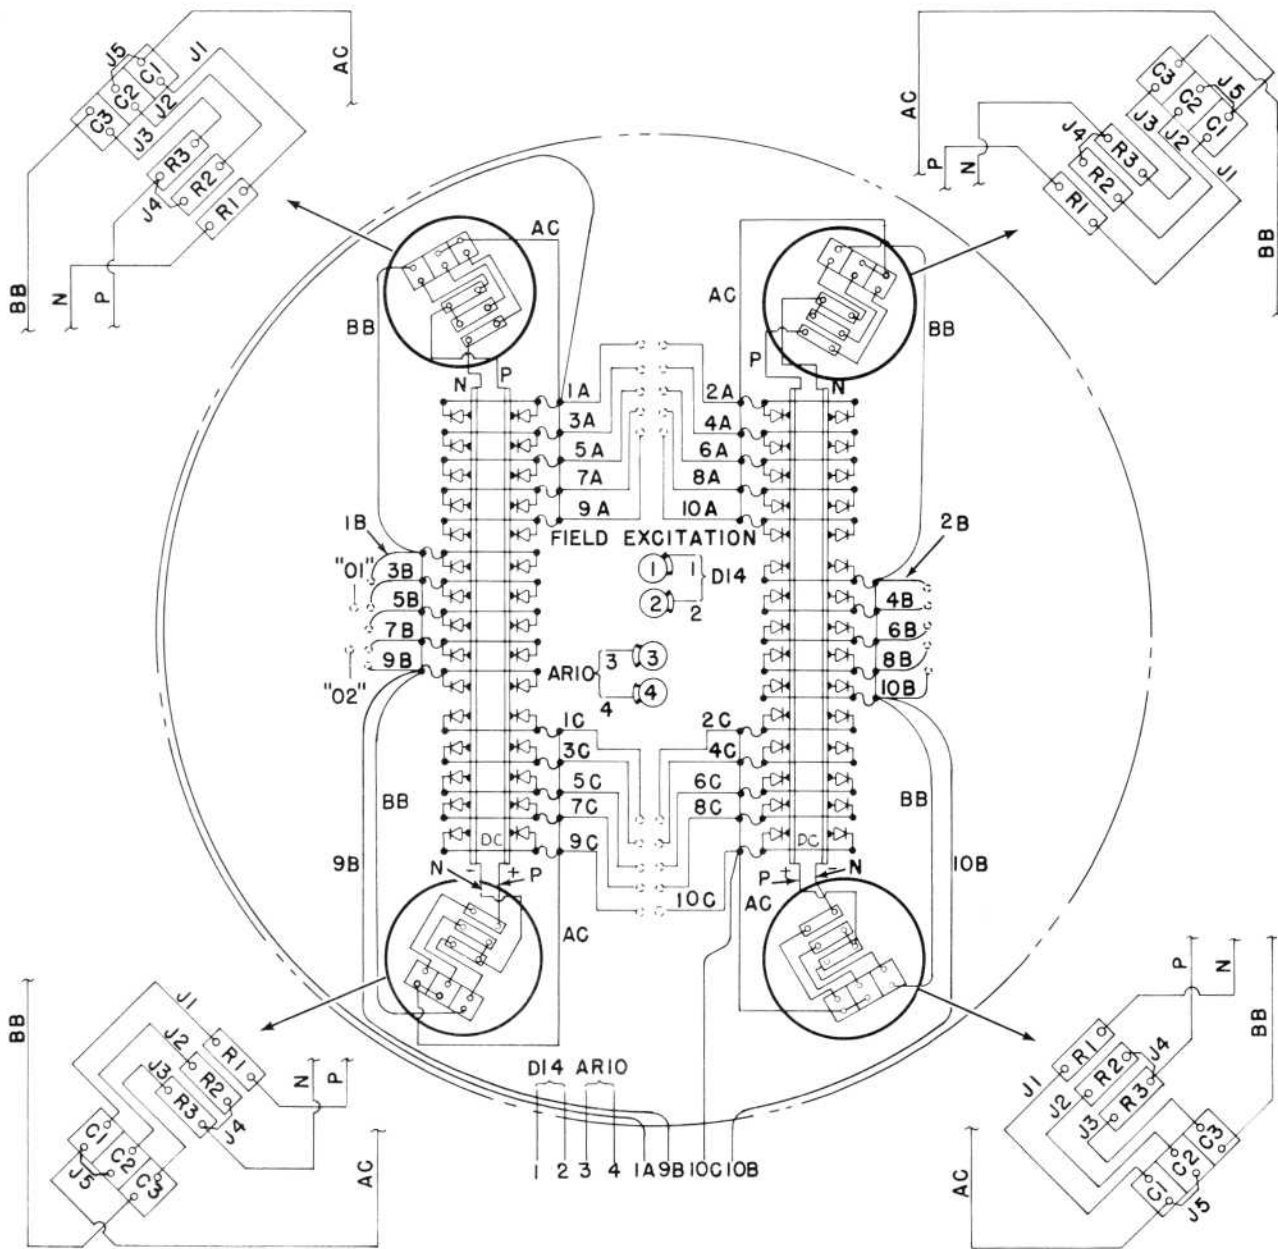 J5
C1
C2
C3
J1
J2
J3
R3
R2
R1
J4
AC
BB
N
P
AC
P
N
J4
R3
R2
R1
C3
C2
C1
J5
J3
J2
J1
BB
AC
BB
N P
AC
BB
P
N
1A 2A
3A 4A
5A 6A
7A 8A
9A 10A
FIELD EXCITATION
1B
"01"
3B
5B
7B
9B
"02"
1 1 D14
2 2
AR10 3 3
4 4
2B
4B
6B
8B
10B
1C 2C
3C 4C
5C 6C
7C 8C
9C 10C
BB
9B
DC
N - + P
AC
DC
P + - N
AC
BB
10B
BB
J1
J2
J3
R1
R2
R3
J4
N
P
C1
C2
C3
J5
AC
D14 AR10
1 2 3 4 1A 9B 10C 10B
P
N
BB
R1
R2
R3
J4
J1
J2
J3
C3
C2
C1
J5
AC